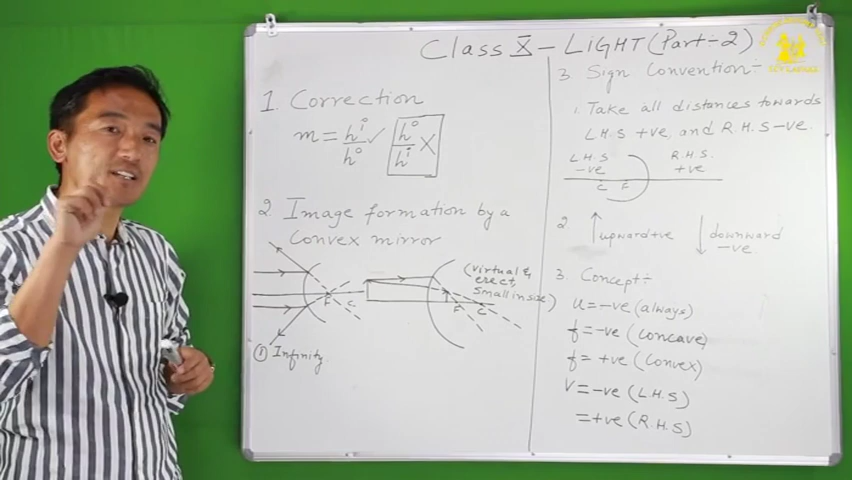 Class X - LiGHT (Part-2)
1. Correction
m = hi/ho ✓ ho/hi X
2. Image formation by a
Convex mirror
F C
① Infinity
(virtual &
erect,
small in size)
F C
3 Sign Convention:-
1. Take all distances towards
L.H.S +ve, and R.H.S -ve.
L.H.S R.H.S.
-ve +ve
C F
2. upward +ve downward
-ve.
3. Concept:-
u = -ve (always)
f = -ve (concave)
f = +ve (Convex)
V = -ve (L.H.S)
= +ve (R.H.S)